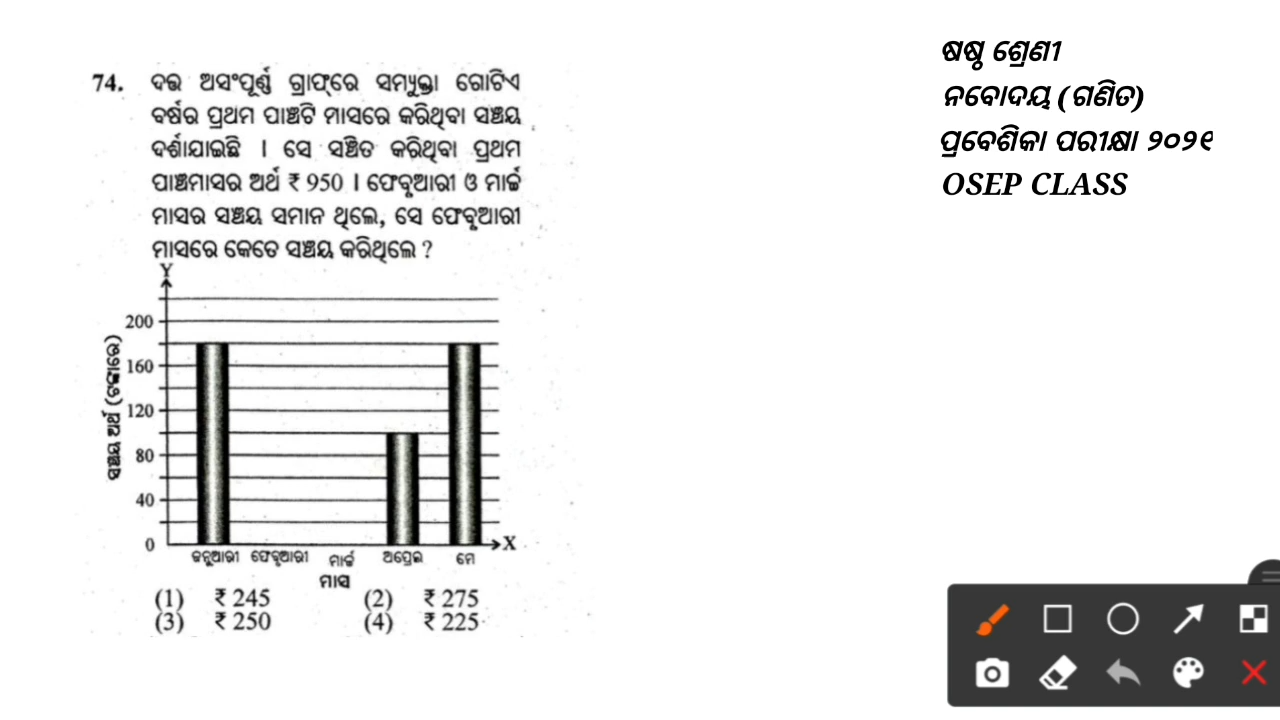 74. ଦତ୍ତ ଅସଂପୂର୍ଣ୍ଣ ଗ୍ରାଫ୍‌ରେ ସମ୍ଯୁକ୍ତା ଗୋଟିଏ
ବର୍ଷର ପ୍ରଥମ ପାଞ୍ଚଟି ମାସରେ କରିଥିବା ସଞ୍ଚୟ
ଦର୍ଶାଯାଇଛି । ସେ ସଞ୍ଚିତ କରିଥିବା ପ୍ରଥମ
ପାଞ୍ଚମାସର ଅର୍ଥ ₹ 950 । ଫେବୃଆରୀ ଓ ମାର୍ଚ୍ଚ
ମାସର ସଞ୍ଚୟ ସମାନ ଥିଲେ, ସେ ଫେବୃଆରୀ
ମାସରେ କେତେ ସଞ୍ଚୟ କରିଥିଲେ ?
Y
200
160
120
80
40
0
ସଞ୍ଚୟ ଅର୍ଥ (ଟଙ୍କାରେ)
X
ଜାନୁଆରୀ ଫେବୃଆରୀ ମାର୍ଚ୍ଚ ଅପ୍ରେଲ ମେ
ମାସ
(1) ₹ 245 (2) ₹ 275
(3) ₹ 250 (4) ₹ 225
ଷଷ୍ଠ ଶ୍ରେଣୀ
ନବୋଦୟ (ଗଣିତ)
ପ୍ରବେଶିକା ପରୀକ୍ଷା ୨୦୨୧
OSEP CLASS